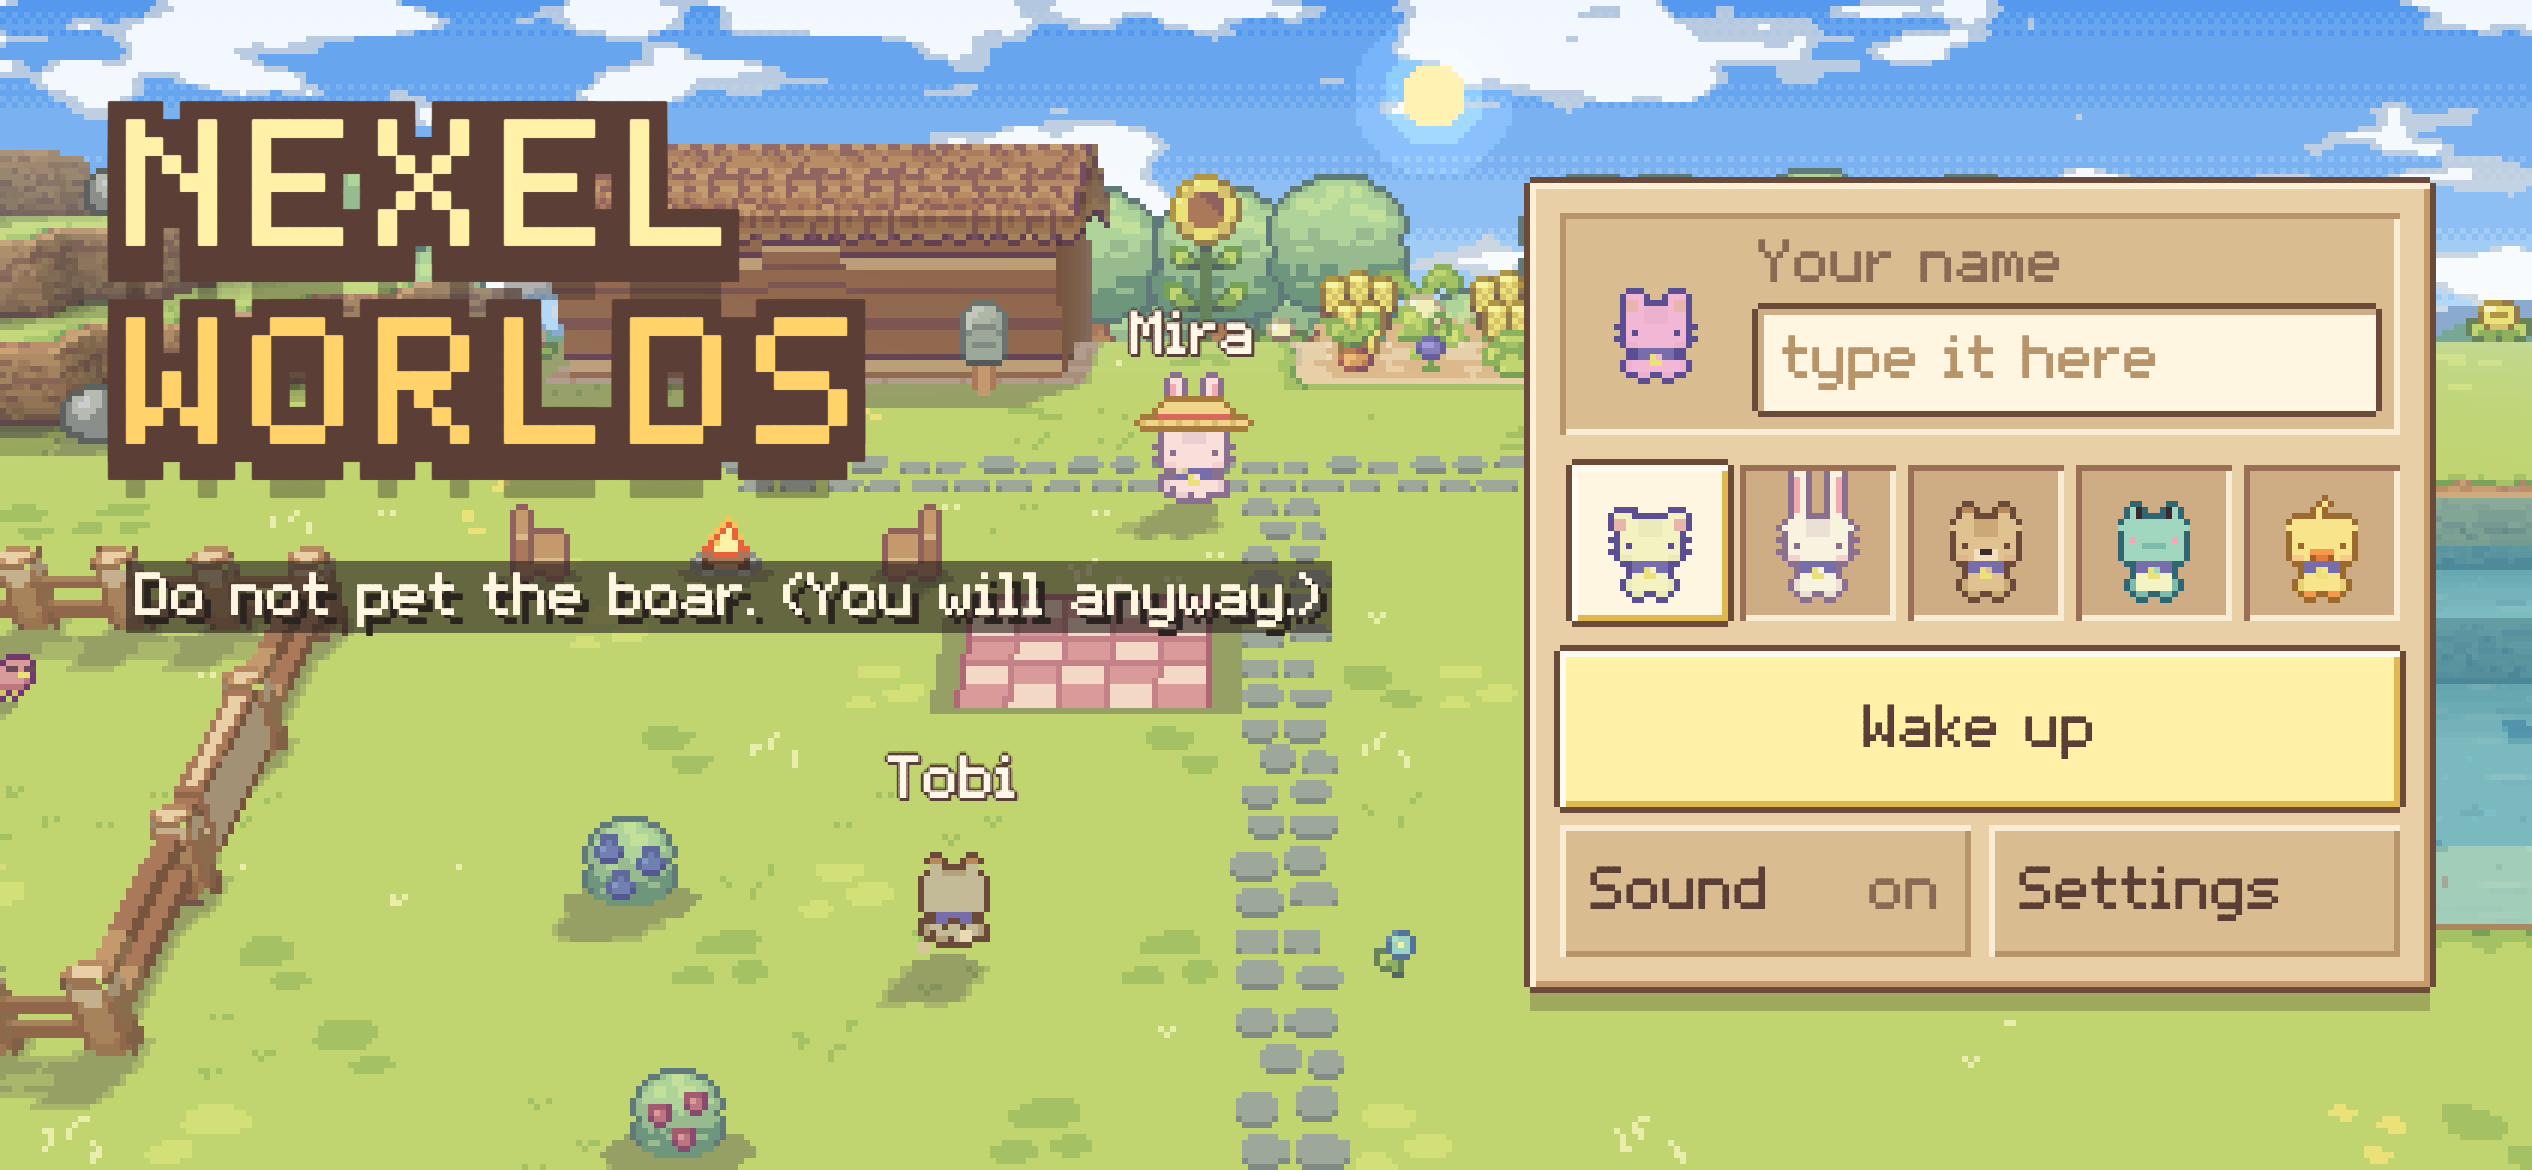 NEXEL
WORLDS
Mira
Do not pet the boar. (You will anyway.)
Tobi
Your name
type it here
Wake up
Sound on
Settings